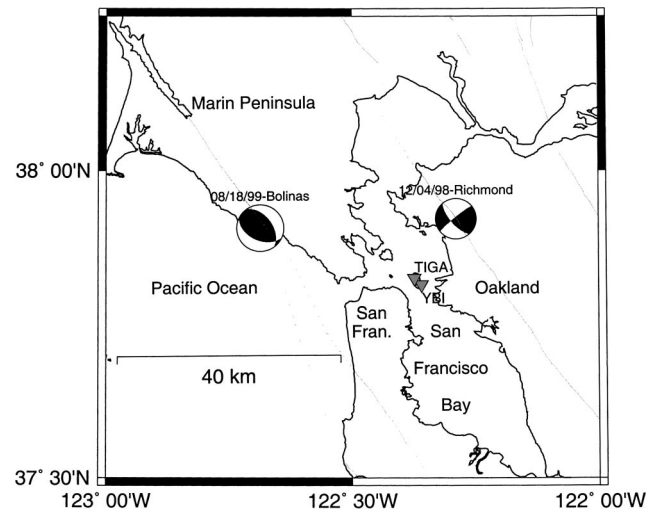 Marin Peninsula
38˚ 00'N
08/18/99-Bolinas
12/04/98-Richmond
TIGA
Pacific Ocean
Oakland
YBI
San
Fran.
San
Francisco
Bay
40 km
37˚ 30'N
123˚ 00'W
122˚ 30'W
122˚ 00'W